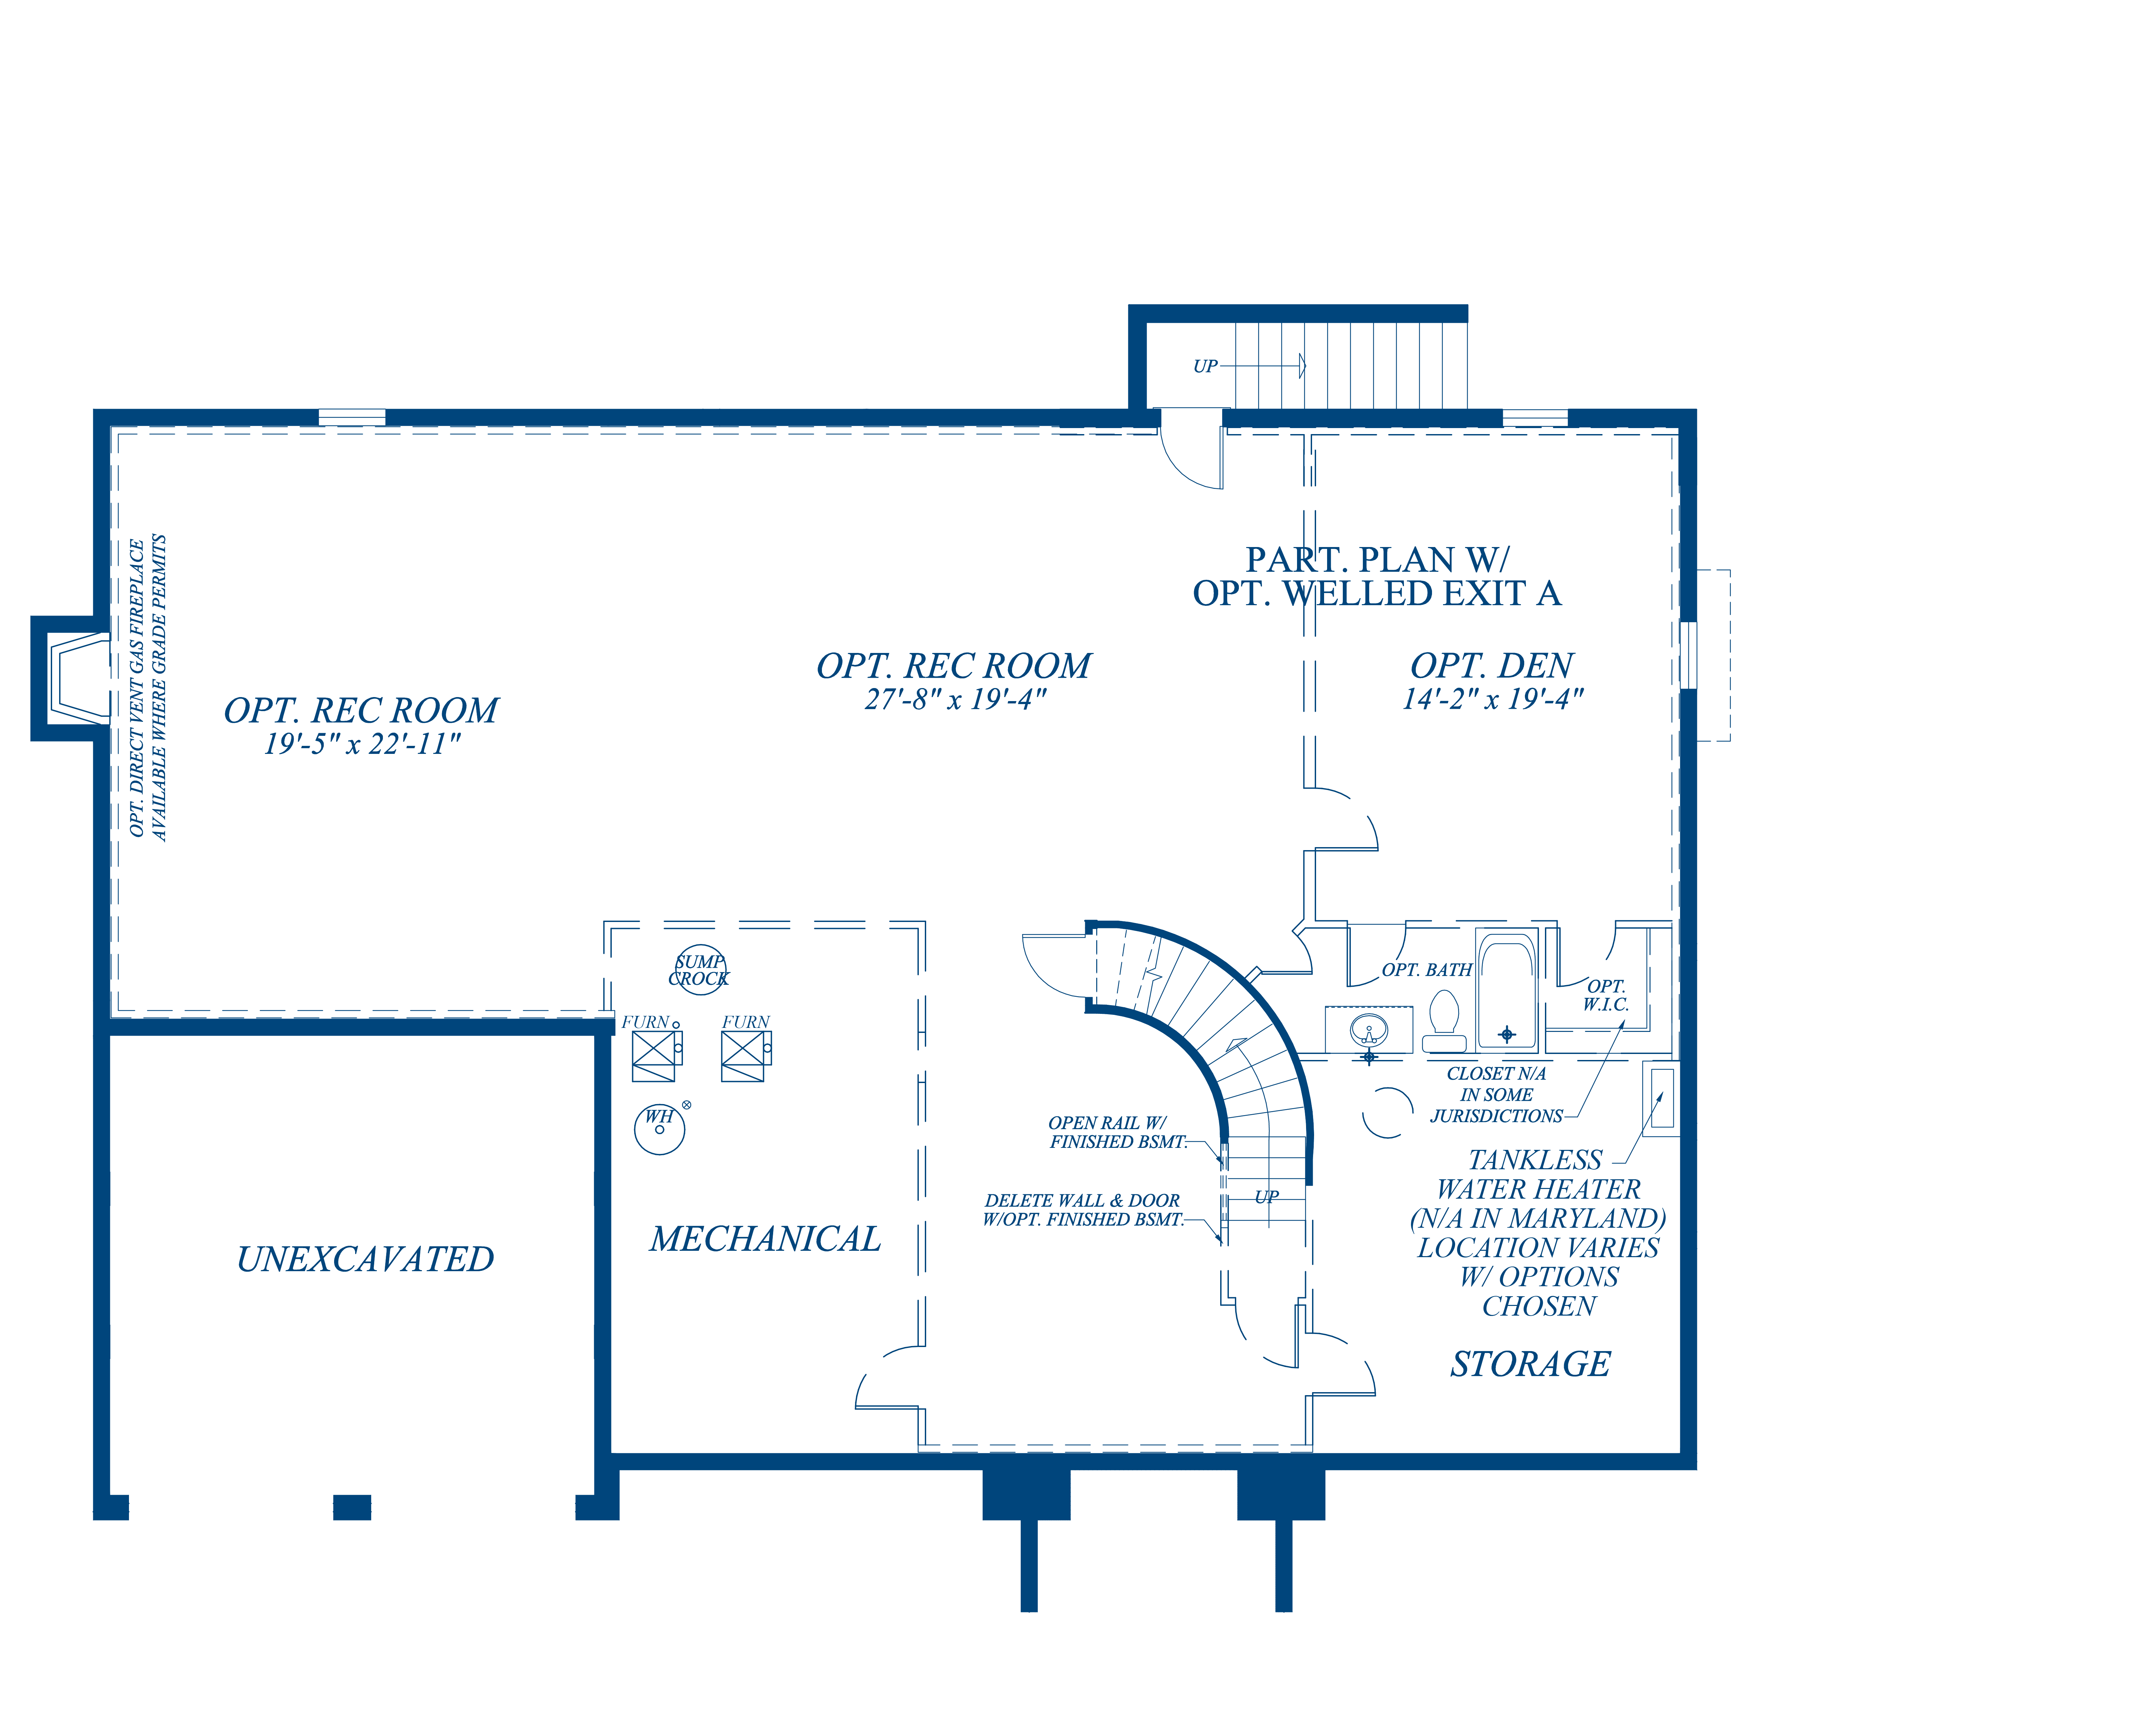 UP
OPT. DIRECT VENT GAS FIREPLACE
AVAILABLE WHERE GRADE PERMITS
PART. PLAN W/
OPT. WELLED EXIT A
OPT. REC ROOM
19'-5" x 22'-11"
OPT. REC ROOM
27'-8" x 19'-4"
OPT. DEN
14'-2" x 19'-4"
SUMP
CROCK
FURN
FURN
WH
MECHANICAL
UNEXCAVATED
OPT. BATH
OPT.
W.I.C.
CLOSET N/A
IN SOME
JURISDICTIONS
OPEN RAIL W/
FINISHED BSMT.
DELETE WALL & DOOR
W/OPT. FINISHED BSMT.
UP
TANKLESS
WATER HEATER
(N/A IN MARYLAND)
LOCATION VARIES
W/ OPTIONS
CHOSEN
STORAGE